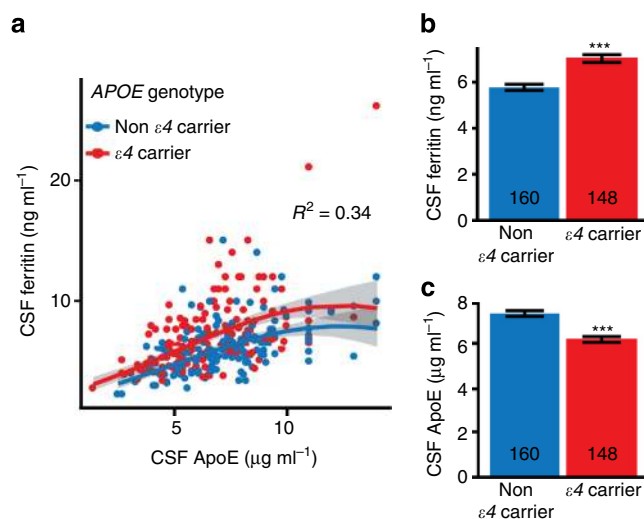 a
APOE genotype
Non ε4 carrier
ε4 carrier
R² = 0.34
20
10
CSF ferritin (ng ml⁻¹)
5
10
CSF ApoE (μg ml⁻¹)
b
***
CSF ferritin (ng ml⁻¹)
6
4
2
0
160
148
Non
ε4 carrier
ε4 carrier
c
***
CSF ApoE (μg ml⁻¹)
8
6
4
2
0
160
148
Non
ε4 carrier
ε4 carrier